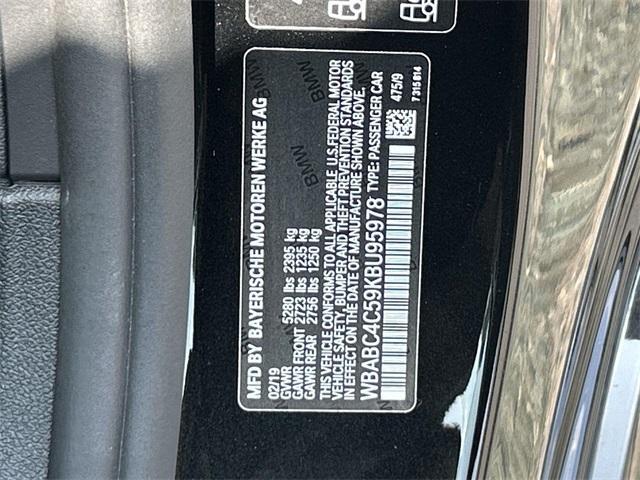 MFD BY BAYERISCHE MOTOREN WERKE AG
02/19
GVWR 5280 lbs 2395 kg
GAWR FRONT 2723 lbs 1235 kg
GAWR REAR 2756 lbs 1250 kg
THIS VEHICLE CONFORMS TO ALL APPLICABLE U.S. FEDERAL MOTOR
VEHICLE SAFETY, BUMPER AND THEFT PREVENTION STANDARDS
IN EFFECT ON THE DATE OF MANUFACTURE SHOWN ABOVE.
WBABC4C59KBU95978 TYPE: PASSENGER CAR
475/9
7 315 814
BMW
BMW
BMW